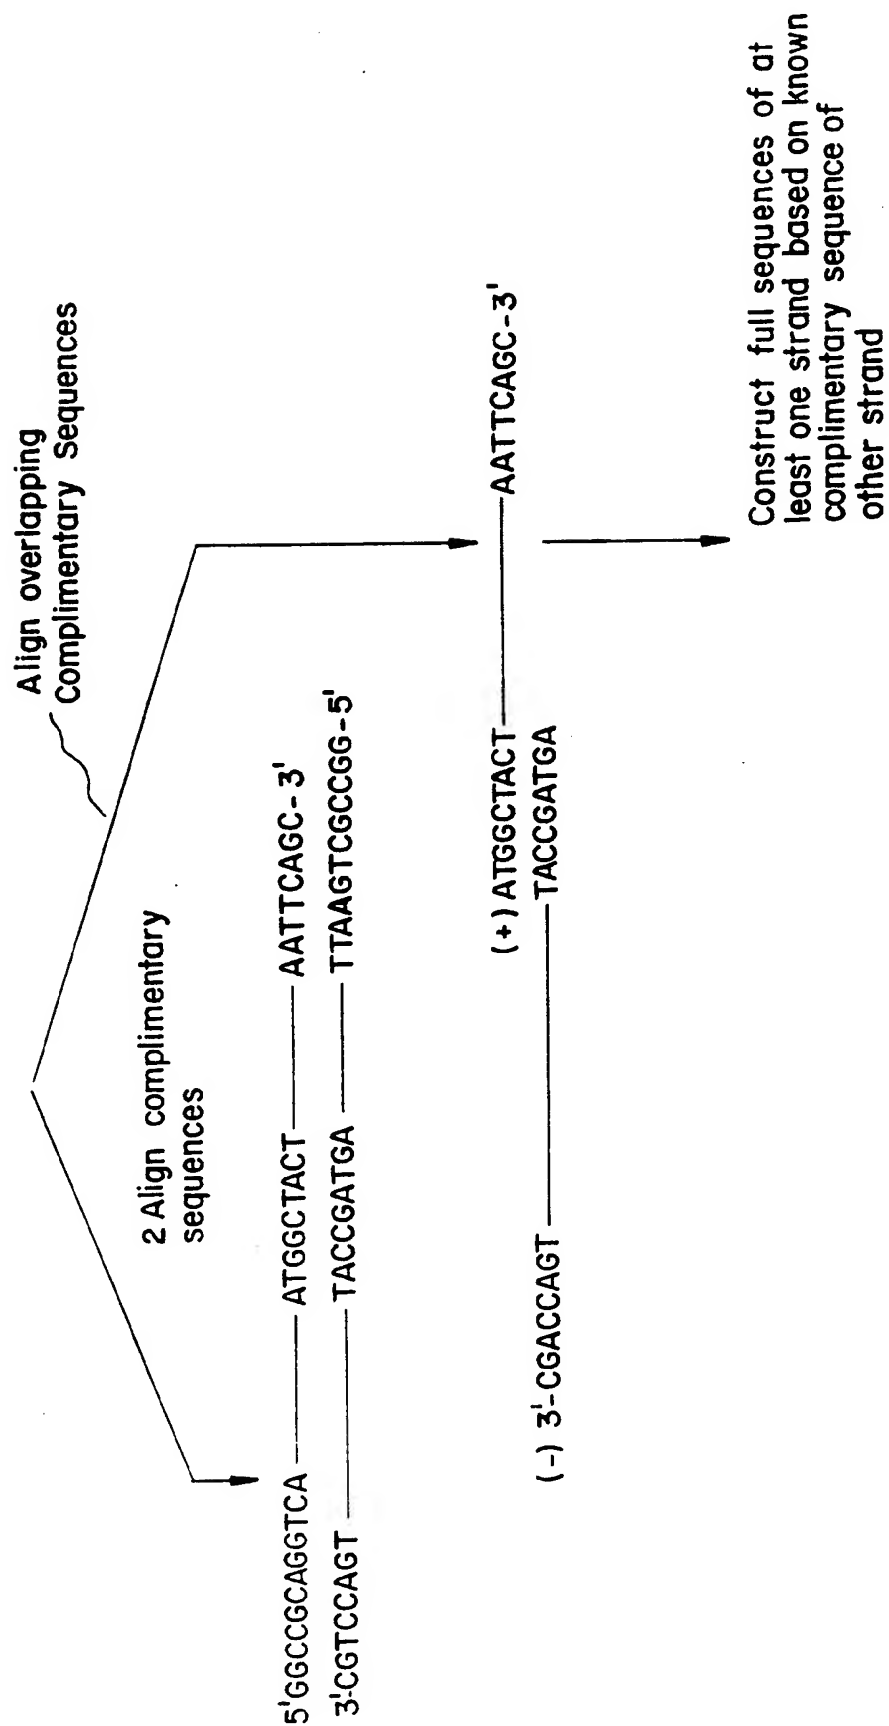 Align overlapping
Complimentary Sequences
2 Align complimentary
sequences
5'GGCCGCAGGTCA ATGGCTACT AATTCAGC-3'
3'-CGTCCAGT TACCGATGA TTAAGTCGCCGG-5'
(+) ATGGCTACT AATTCAGC-3'
(-) 3'-CGACCAGT TACCGATGA
Construct full sequences of at
least one strand based on known
complimentary sequence of
other strand